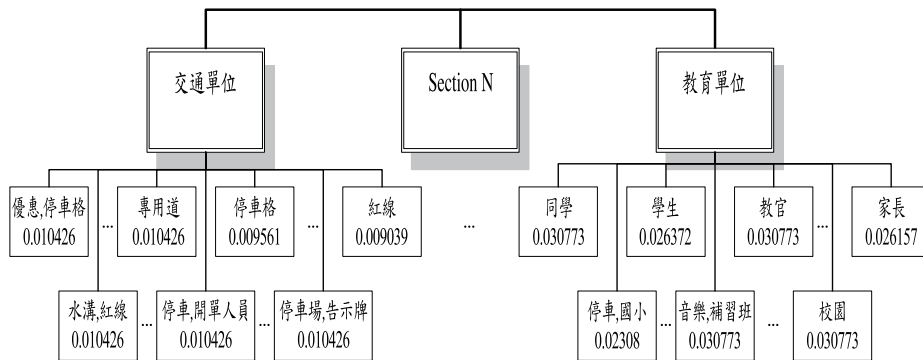 交通單位
Section N
教育單位
優惠,停車格
0.010426
...
專用道
0.010426
停車格
0.009561
...
紅線
0.009039
...
同學
0.030773
學生
0.026372
教官
0.030773
...
家長
0.026157
水溝,紅線
0.010426
...
停車,開單人員
0.010426
...
停車場,告示牌
0.010426
停車,國小
0.02308
...
音樂,補習班
0.030773
...
校園
0.030773